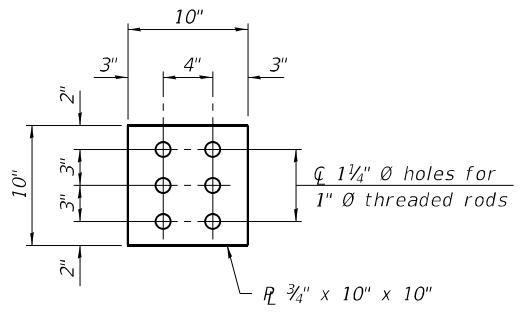 10"
3" 4" 3"
2"
10"
3"
3"
2"
℄ 1¼" Ø holes for
1" Ø threaded rods
PL ¾" x 10" x 10"